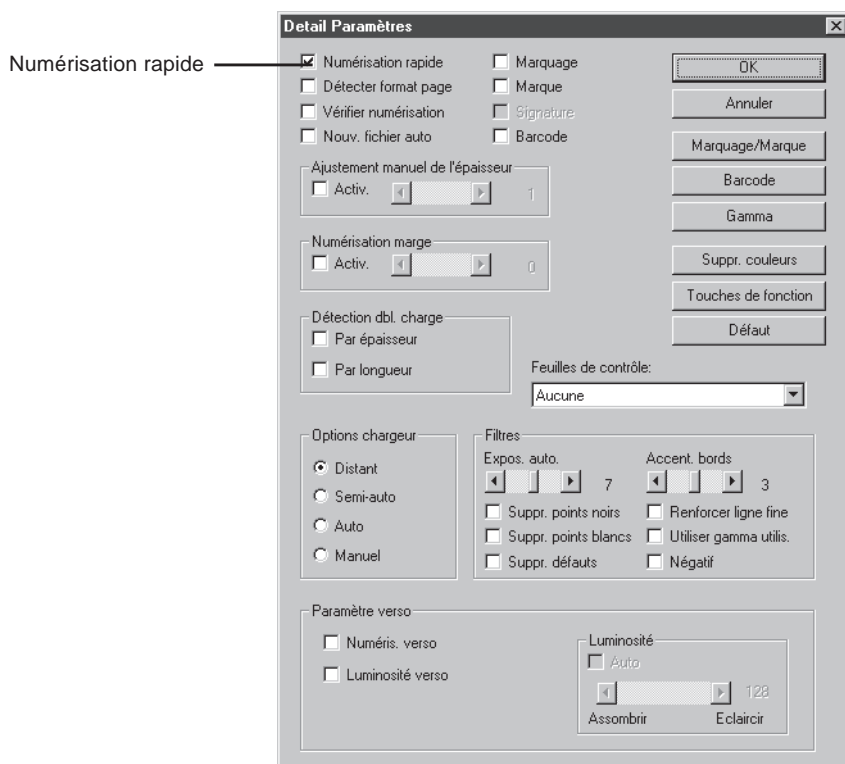 Detail Paramètres
Numérisation rapide
Numérisation rapide
Détecter format page
Vérifier numérisation
Nouv. fichier auto
Marquage
Marque
Signature
Barcode
OK
Annuler
Marquage/Marque
Barcode
Gamma
Suppr. couleurs
Touches de fonction
Défaut
Ajustement manuel de l'épaisseur
Activ.
1
Numérisation marge
Activ.
0
Détection dbl. charge
Par épaisseur
Par longueur
Feuilles de contrôle:
Aucune
Options chargeur
Distant
Semi-auto
Auto
Manuel
Filtres
Expos. auto.
7
Suppr. points noirs
Suppr. points blancs
Suppr. défauts
Accent. bords
3
Renforcer ligne fine
Utiliser gamma utilis.
Négatif
Paramètre verso
Numéris. verso
Luminosité verso
Luminosité
Auto
128
Assombrir Eclaircir